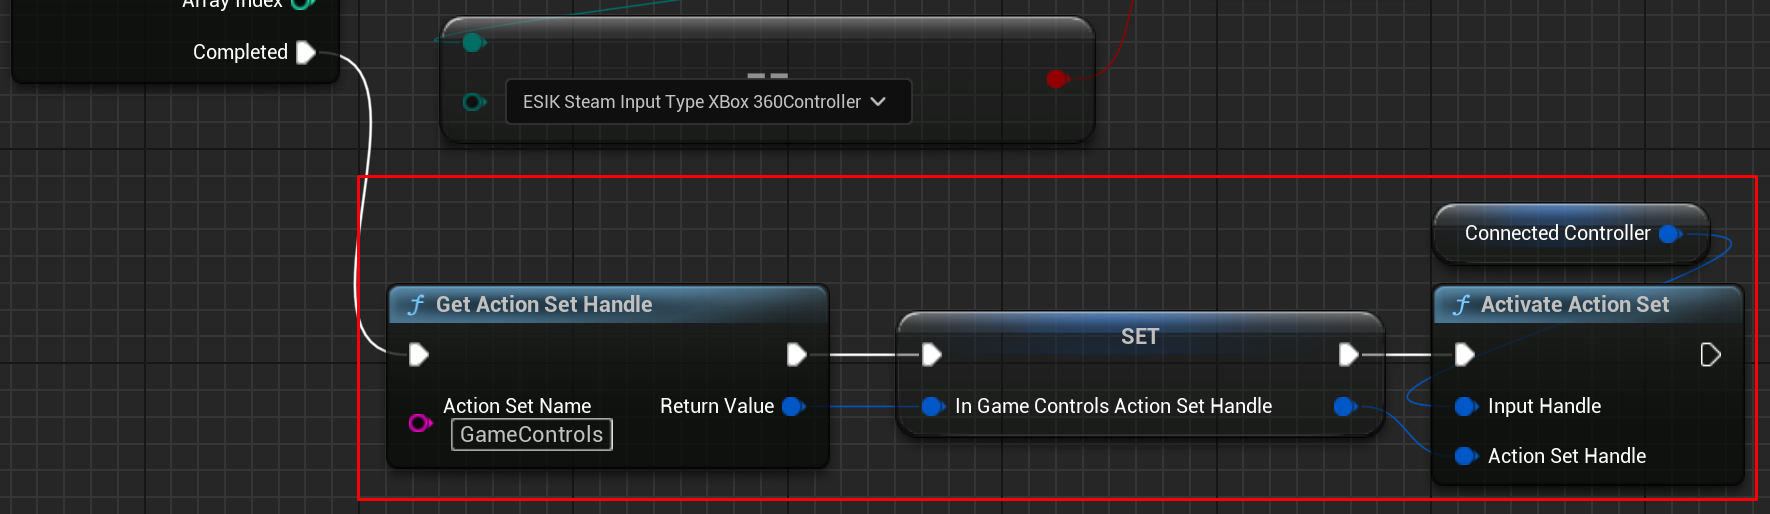 Array Index
Completed
==
ESIK Steam Input Type XBox 360Controller
Connected Controller
f Get Action Set Handle
SET
f Activate Action Set
Action Set Name
GameControls
Return Value
In Game Controls Action Set Handle
Input Handle
Action Set Handle